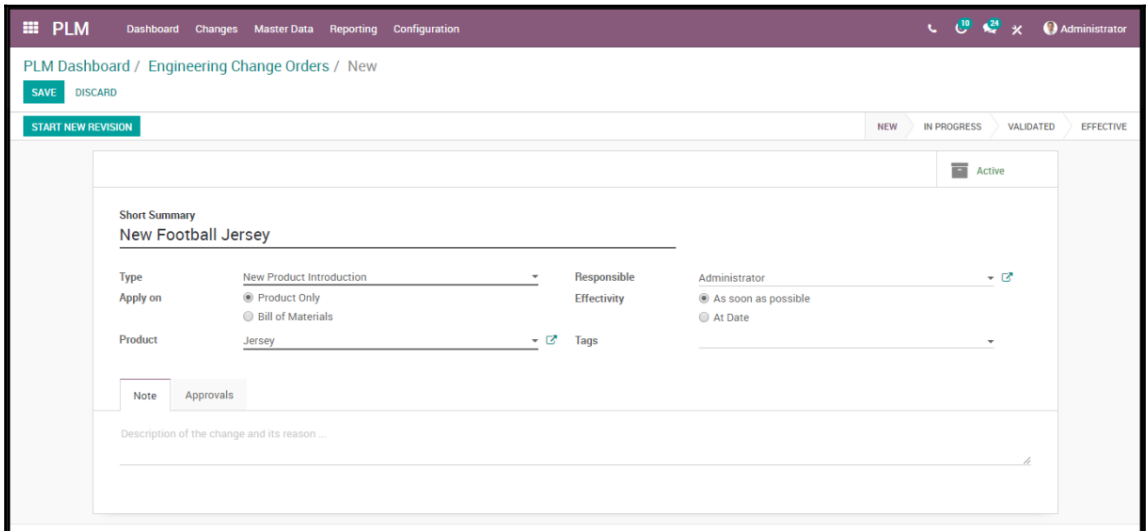 PLM Dashboard Changes Master Data Reporting Configuration 10 24 Administrator
PLM Dashboard / Engineering Change Orders / New
SAVE DISCARD
START NEW REVISION NEW IN PROGRESS VALIDATED EFFECTIVE
Active
Short Summary
New Football Jersey
Type New Product Introduction Responsible Administrator
Apply on Product Only Effectivity As soon as possible
Bill of Materials At Date
Product Jersey Tags
Note Approvals
Description of the change and its reason ...